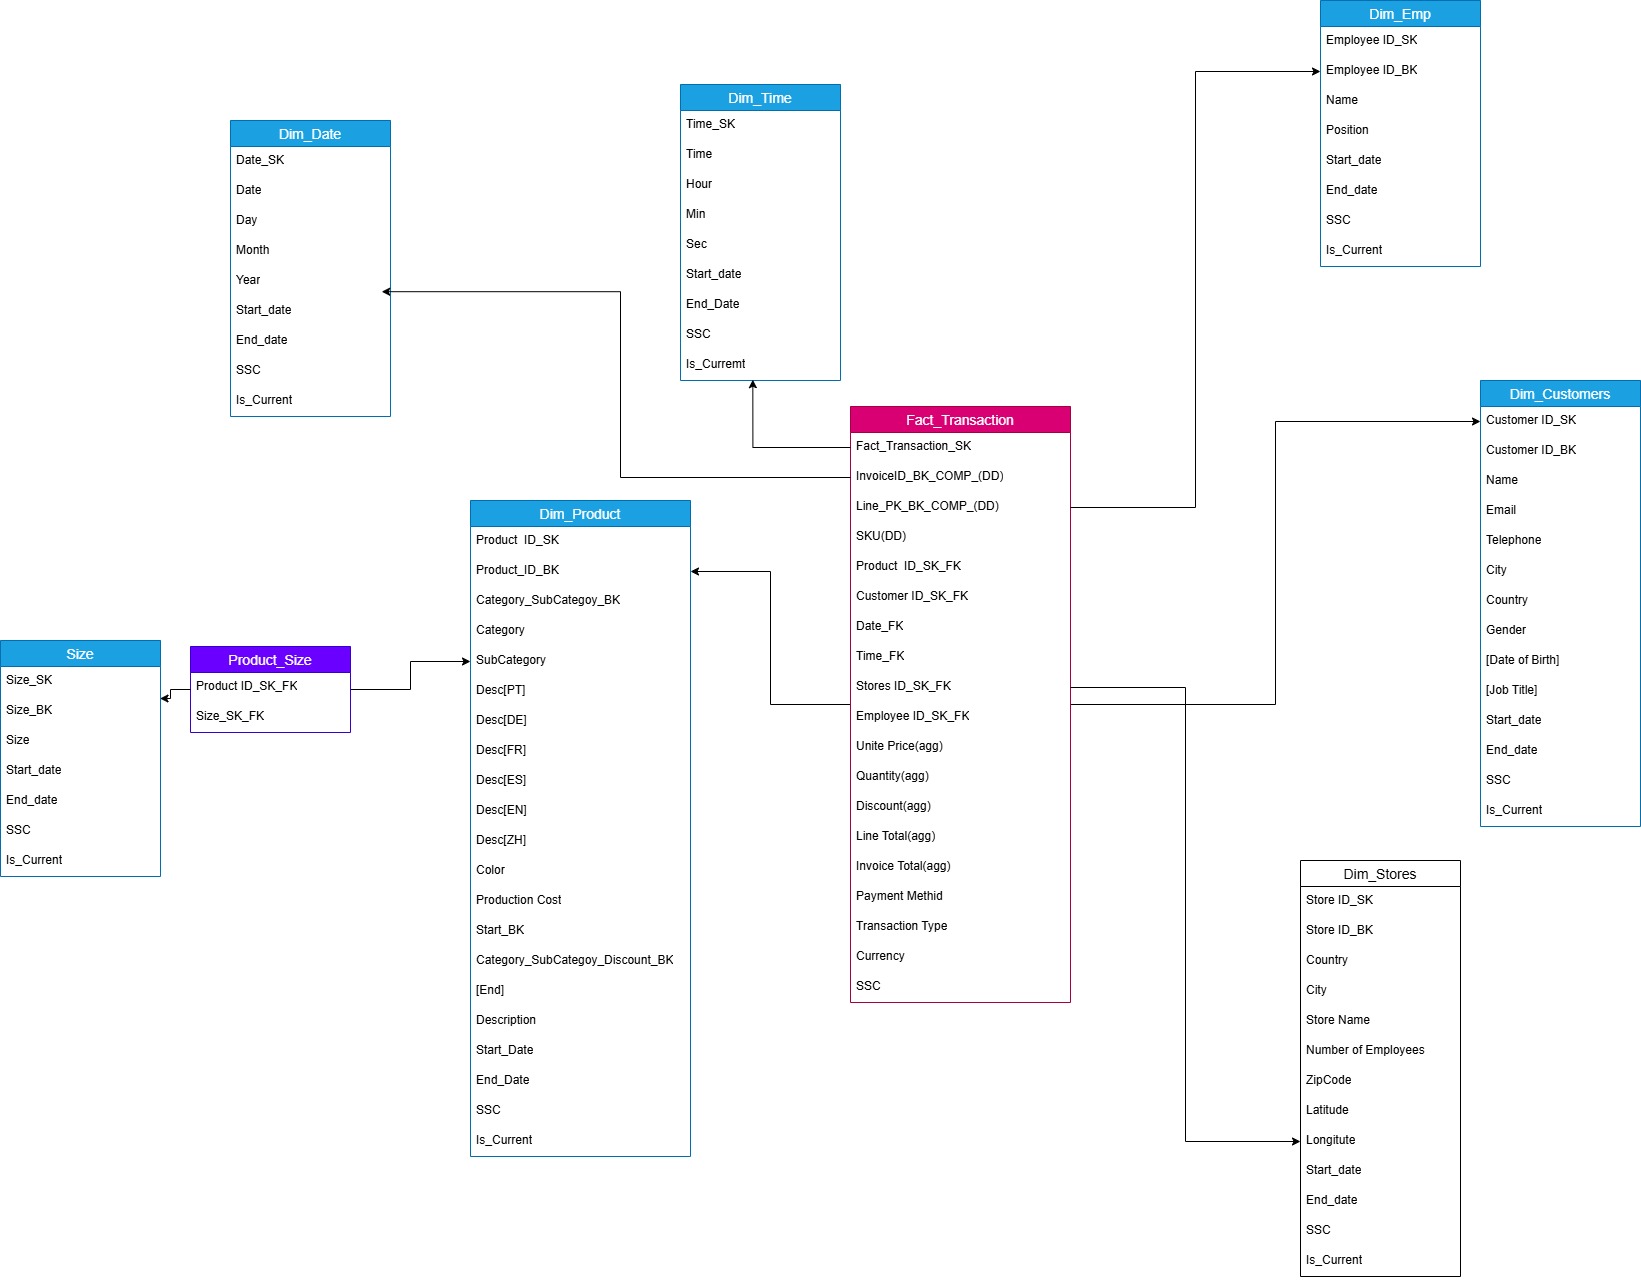 Dim_Emp
Employee ID_SK
Employee ID_BK
Name
Position
Start_date
End_date
SSC
Is_Current
Dim_Time
Time_SK
Time
Hour
Min
Sec
Start_date
End_Date
SSC
Is_Curremt
Dim_Date
Date_SK
Date
Day
Month
Year
Start_date
End_date
SSC
Is_Current
Dim_Customers
Customer ID_SK
Customer ID_BK
Name
Email
Telephone
City
Country
Gender
[Date of Birth]
[Job Title]
Start_date
End_date
SSC
Is_Current
Fact_Transaction
Fact_Transaction_SK
InvoiceID_BK_COMP_(DD)
Line_PK_BK_COMP_(DD)
SKU(DD)
Product  ID_SK_FK
Customer ID_SK_FK
Date_FK
Time_FK
Stores ID_SK_FK
Employee ID_SK_FK
Unite Price(agg)
Quantity(agg)
Discount(agg)
Line Total(agg)
Invoice Total(agg)
Payment Methid
Transaction Type
Currency
SSC
Dim_Product
Product  ID_SK
Product_ID_BK
Category_SubCategoy_BK
Category
SubCategory
Desc[PT]
Desc[DE]
Desc[FR]
Desc[ES]
Desc[EN]
Desc[ZH]
Color
Production Cost
Start_BK
Category_SubCategoy_Discount_BK
[End]
Description
Start_Date
End_Date
SSC
Is_Current
Size
Size_SK
Size_BK
Size
Start_date
End_date
SSC
Is_Current
Product_Size
Product ID_SK_FK
Size_SK_FK
Dim_Stores
Store ID_SK
Store ID_BK
Country
City
Store Name
Number of Employees
ZipCode
Latitude
Longitute
Start_date
End_date
SSC
Is_Current